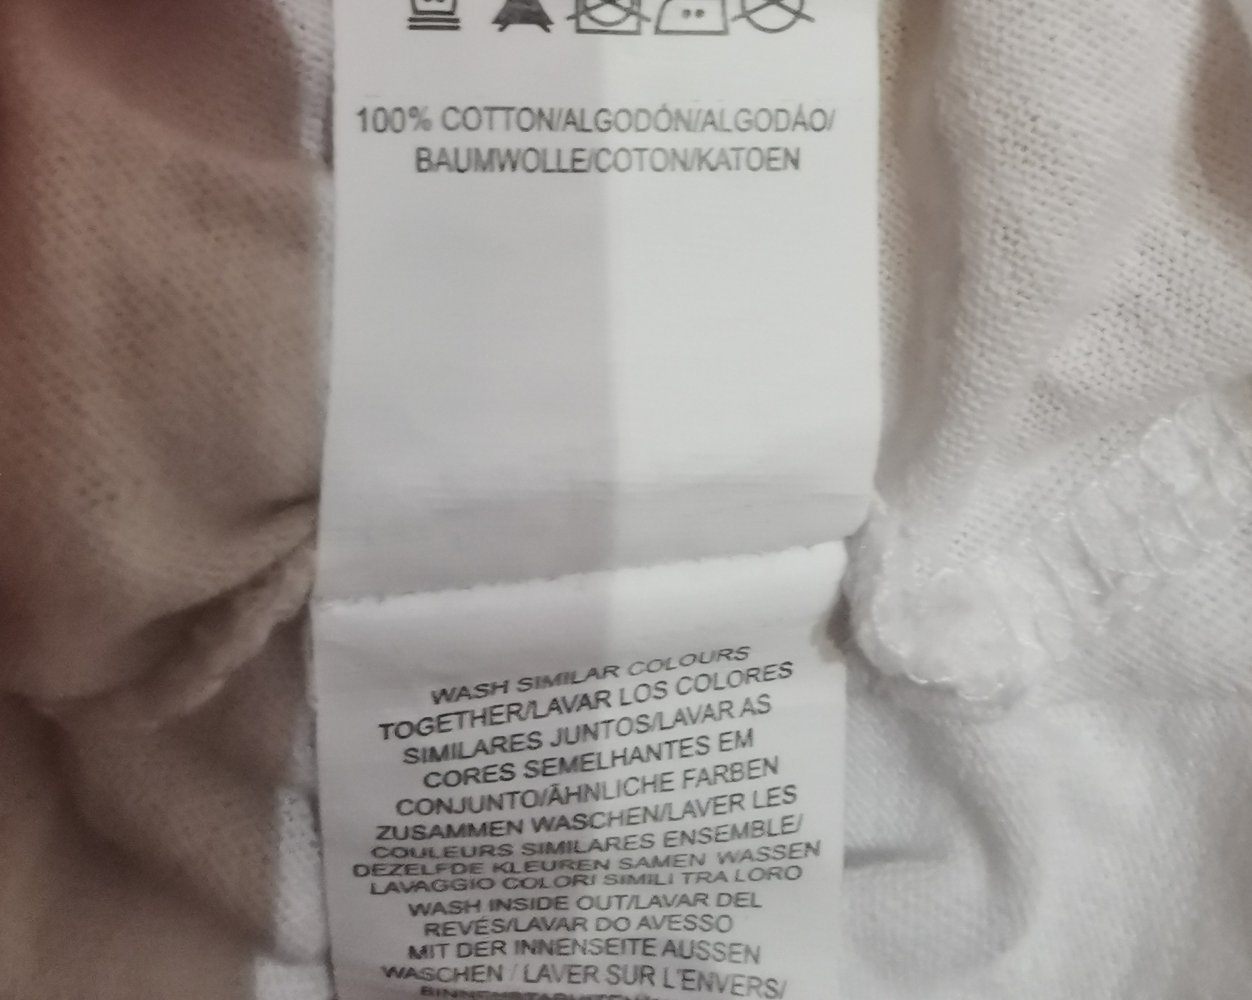 100% COTTON/ALGODÓN/ALGODÁO/
BAUMWOLLE/COTON/KATOEN
WASH SIMILAR COLOURS
TOGETHER/LAVAR LOS COLORES
SIMILARES JUNTOS/LAVAR AS
CORES SEMELHANTES EM
CONJUNTO/ÄHNLICHE FARBEN
ZUSAMMEN WASCHEN/LAVER LES
COULEURS SIMILARES ENSEMBLE/
DEZELFDE KLEUREN SAMEN WASSEN
LAVAGGIO COLORI SIMILI TRA LORO
WASH INSIDE OUT/LAVAR DEL
REVÉS/LAVAR DO AVESSO
MIT DER INNENSEITE AUSSEN
WASCHEN / LAVER SUR L'ENVERS/